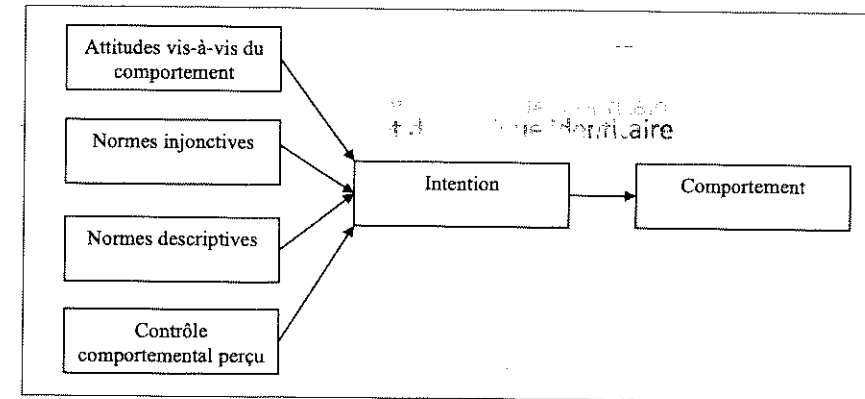 Attitudes vis-à-vis du
comportement
Normes injonctives
Normes descriptives
Contrôle
comportemental perçu
Intention
Comportement